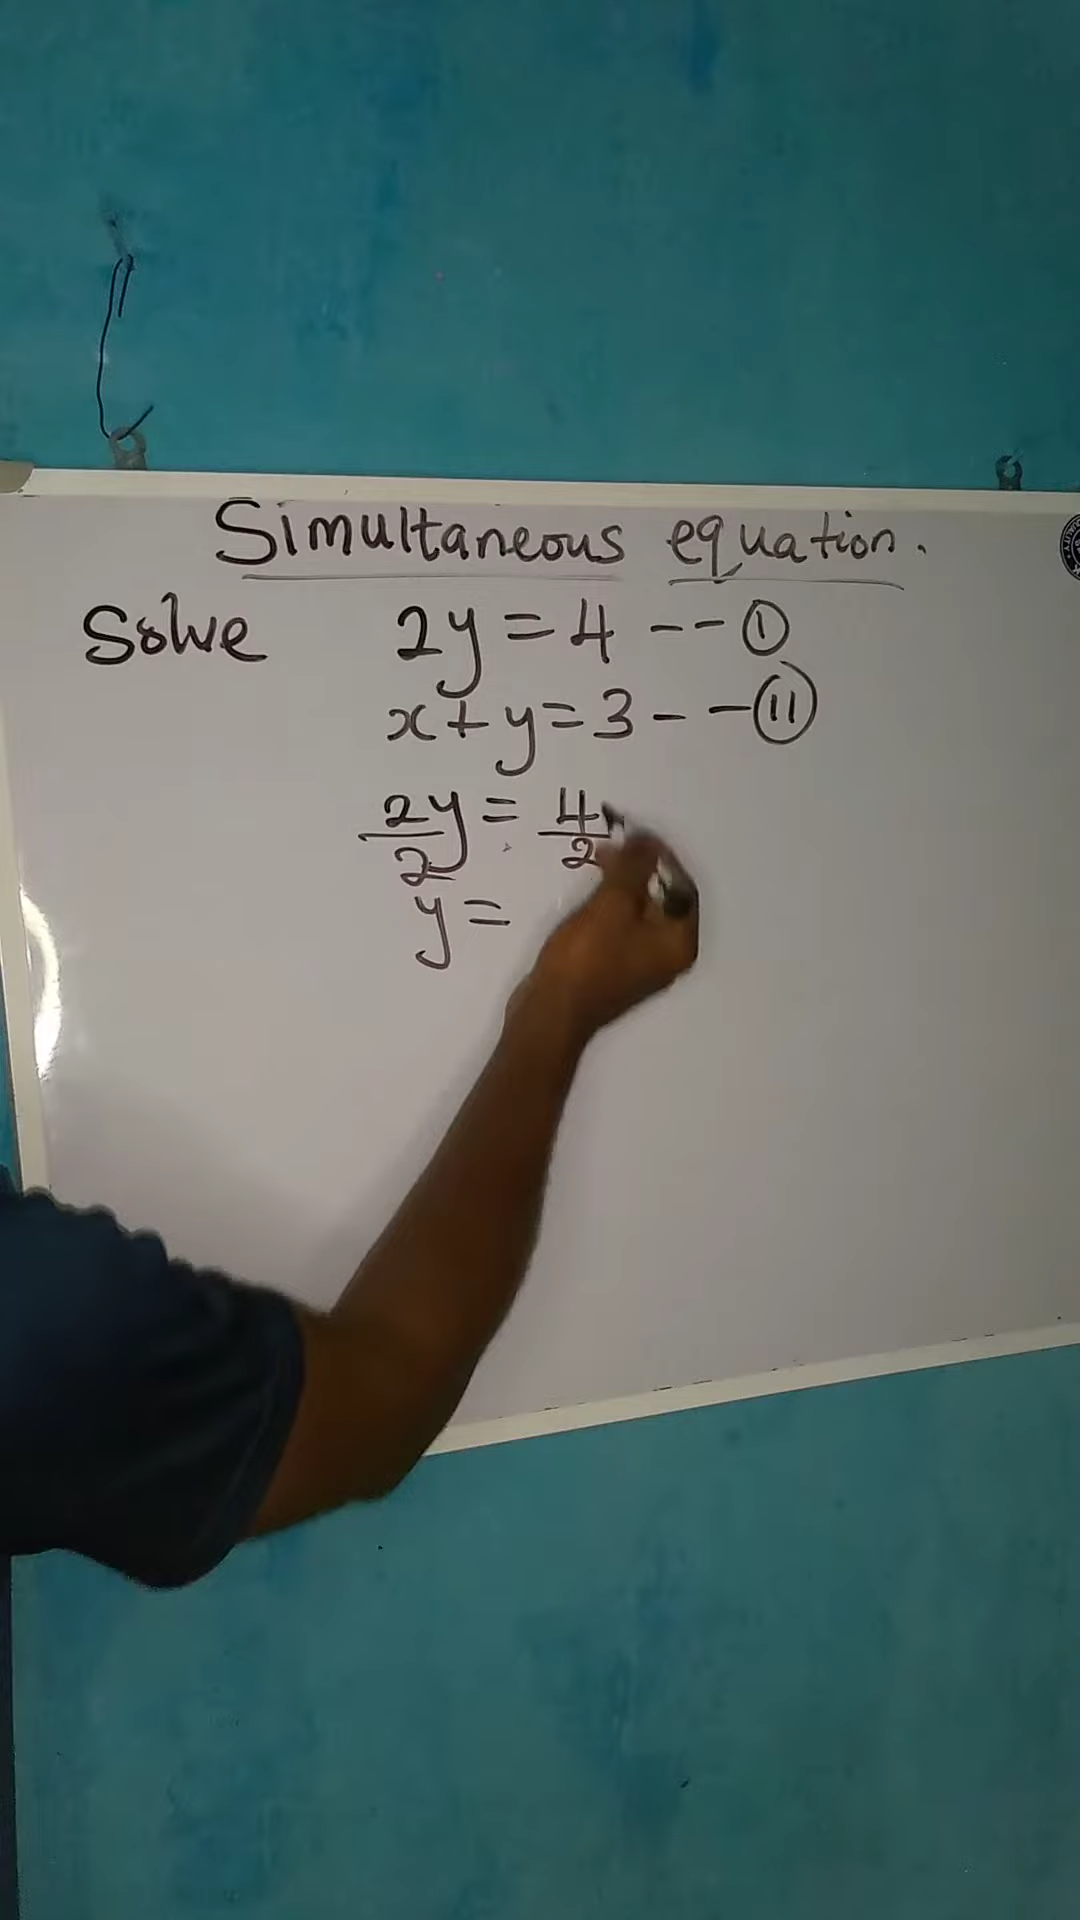 Simultaneous equation.
Solve 2y = 4 -- ①
x + y = 3 - - ⑪
2y/2 = 4/2
y =